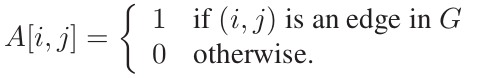 A[i, j] = { 1 if (i, j) is an edge in G
0 otherwise.